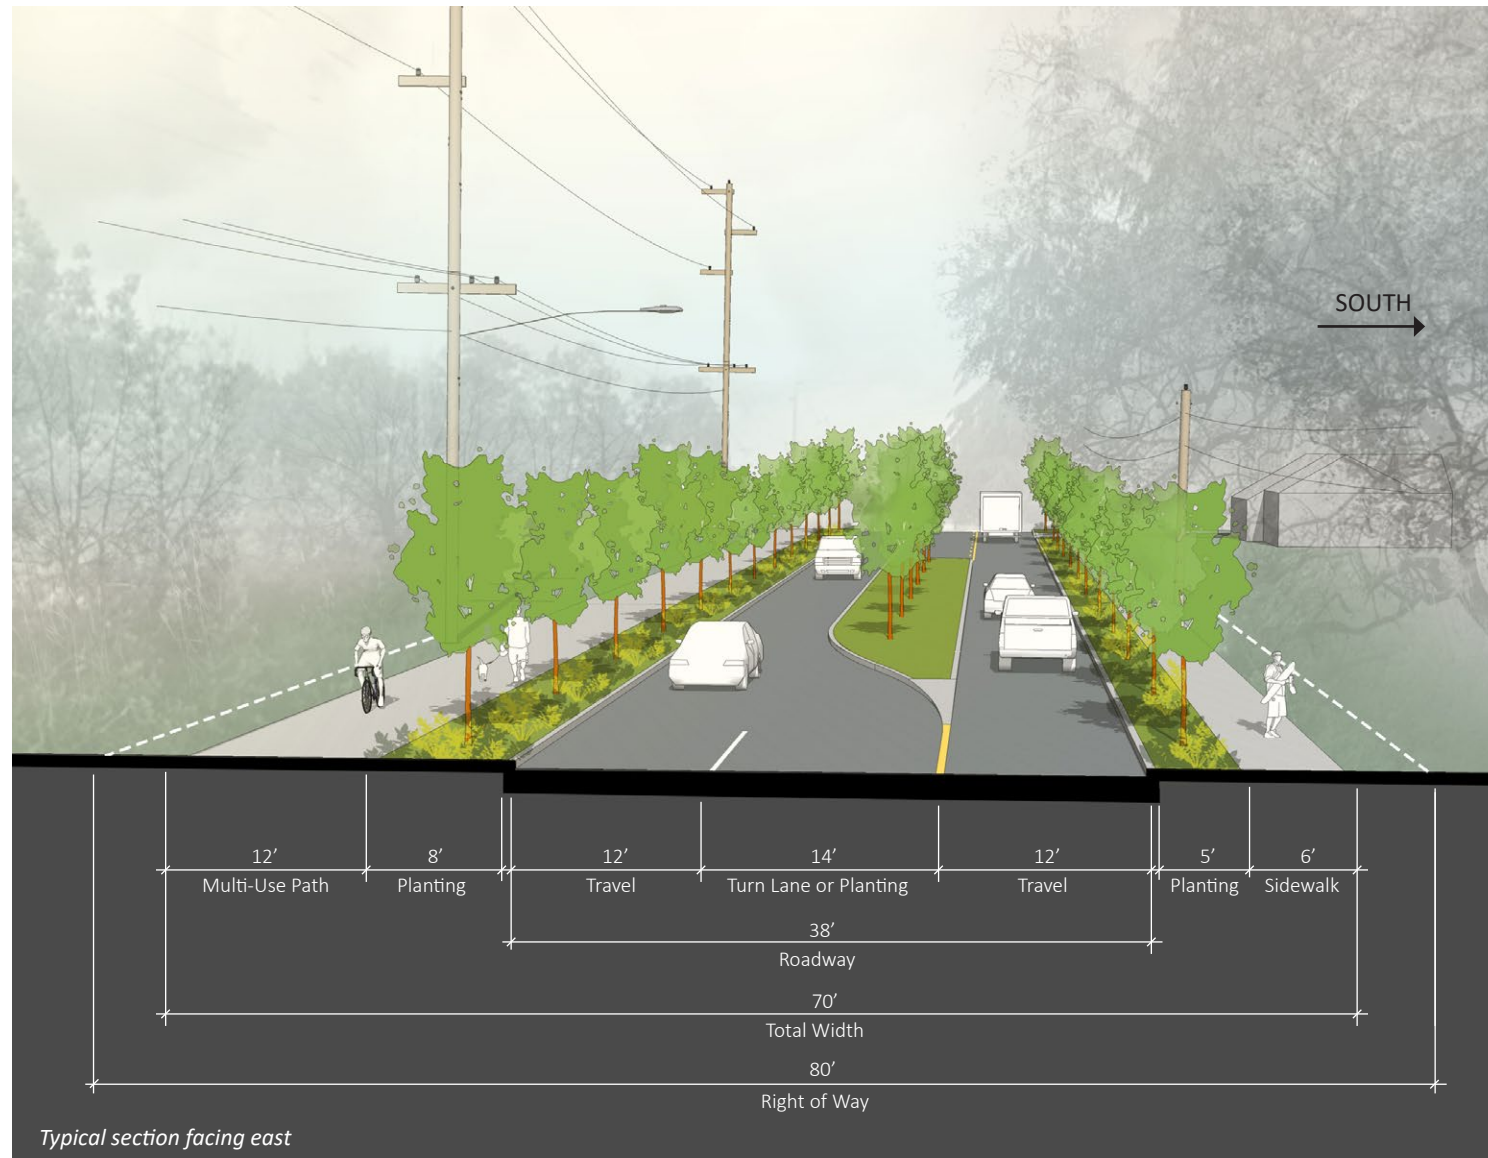 SOUTH
12’ 8’ 12’ 14’ 12’ 5’ 6’
Multi-Use Path Planting Travel Turn Lane or Planting Travel Planting Sidewalk
38’
Roadway
70’
Total Width
80’
Right of Way
Typical section facing east